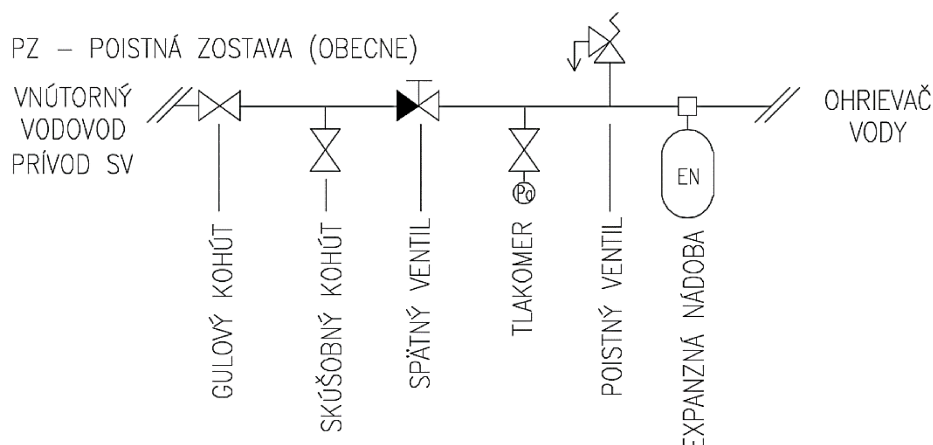 PZ – POISTNÁ ZOSTAVA (OBECNE)
VNÚTORNÝ
VODOVOD
PRÍVOD SV
OHRIEVAČ
VODY
EN
Pa
GULOVÝ KOHÚT
SKÚŠOBNÝ KOHÚT
SPÄTNÝ VENTIL
TLAKOMER
POISTNÝ VENTIL
EXPANZNÁ NÁDOBA